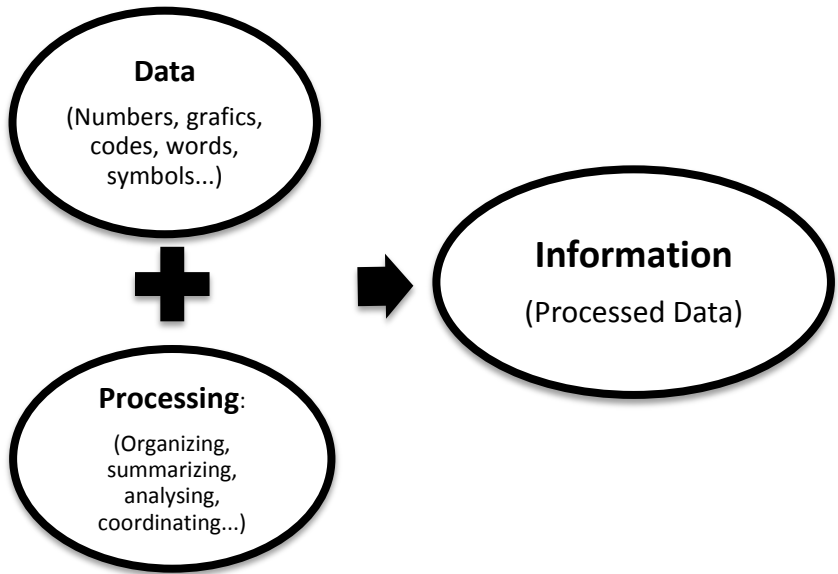 Data
(Numbers, grafics,
codes, words,
symbols...)
Processing:
(Organizing,
summarizing,
analysing,
coordinating...)
Information
(Processed Data)